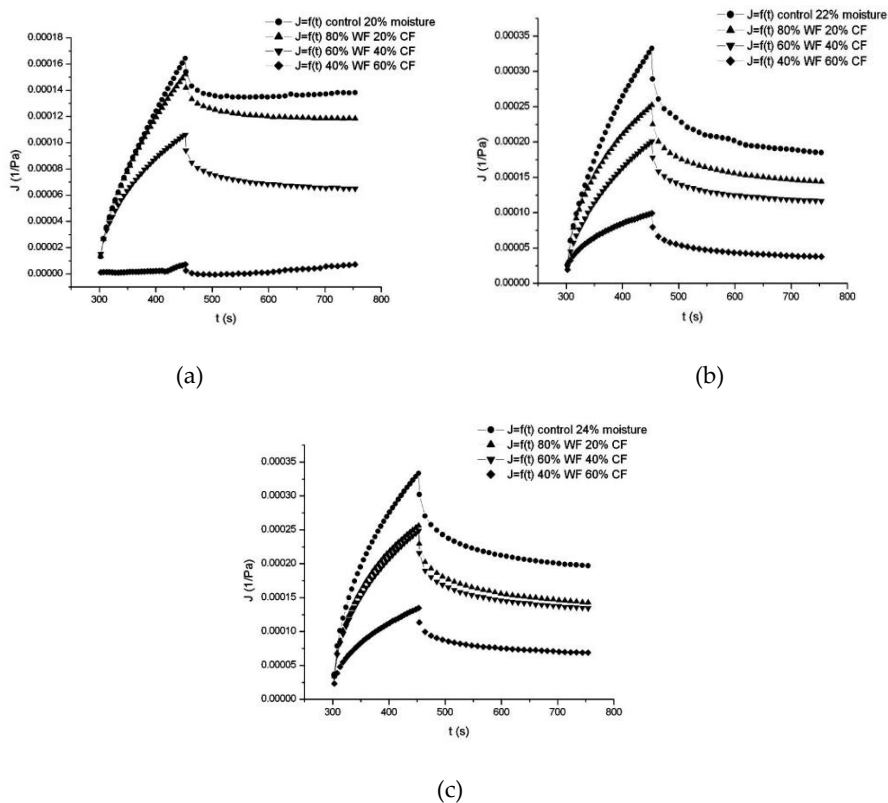 J=f(t) control 20% moisture
J=f(t) 80% WF 20% CF
J=f(t) 60% WF 40% CF
J=f(t) 40% WF 60% CF
0.00018
0.00016
0.00014
0.00012
0.00010
0.00008
0.00006
0.00004
0.00002
0.00000
J (1/Pa)
300 400 500 600 700 800
t (s)
(a)
J=f(t) control 22% moisture
J=f(t) 80% WF 20% CF
J=f(t) 60% WF 40% CF
J=f(t) 40% WF 60% CF
0.00035
0.00030
0.00025
0.00020
0.00015
0.00010
0.00005
0.00000
J (1/Pa)
300 400 500 600 700 800
t (s)
(b)
J=f(t) control 24% moisture
J=f(t) 80% WF 20% CF
J=f(t) 60% WF 40% CF
J=f(t) 40% WF 60% CF
0.00035
0.00030
0.00025
0.00020
0.00015
0.00010
0.00005
0.00000
J (1/Pa)
300 400 500 600 700 800
t (s)
(c)